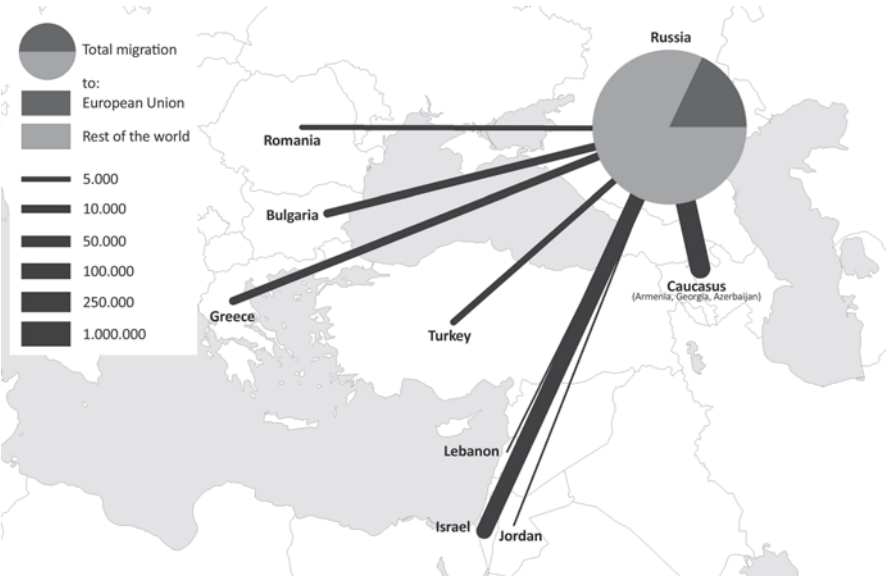 Total migration
to:
European Union
Rest of the world
5.000
10.000
50.000
100.000
250.000
1.000.000
Russia
Romania
Bulgaria
Greece
Turkey
Caucasus
(Armenia, Georgia, Azerbaijan)
Lebanon
Israel
Jordan